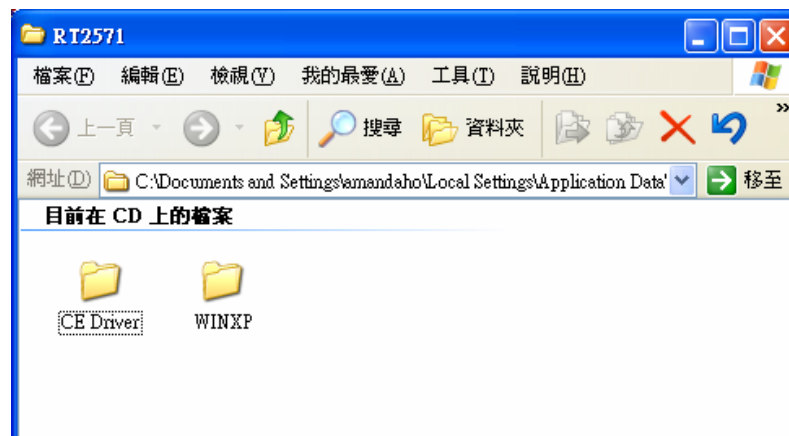 RT2571
檔案(F) 編輯(E) 檢視(V) 我的最愛(A) 工具(T) 說明(H)
上一頁 搜尋 資料夾 »
網址(D) C:\Documents and Settings\amandaho\Local Settings\Application Data\ 移至
目前在 CD 上的檔案
CE Driver WINXP